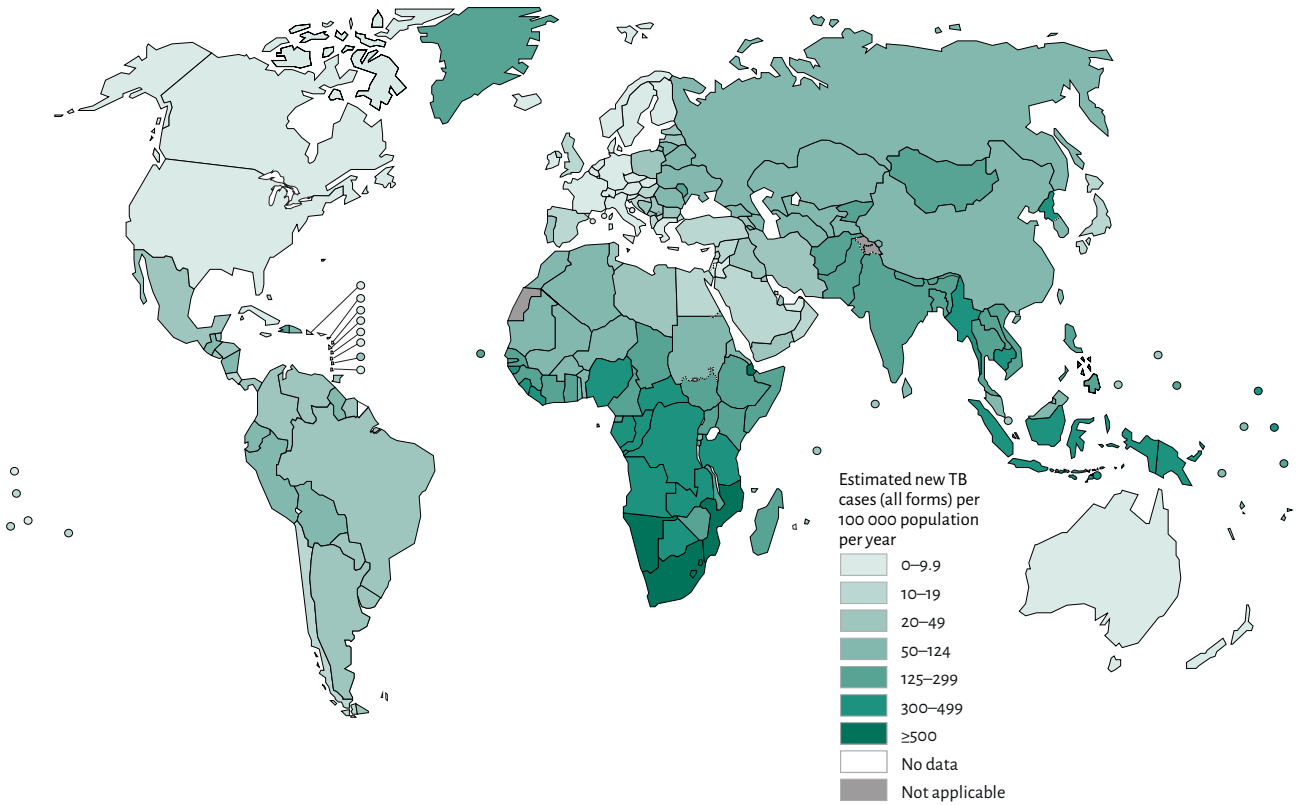 Estimated new TB
cases (all forms) per
100 000 population
per year
0–9.9
10–19
20–49
50–124
125–299
300–499
≥500
No data
Not applicable